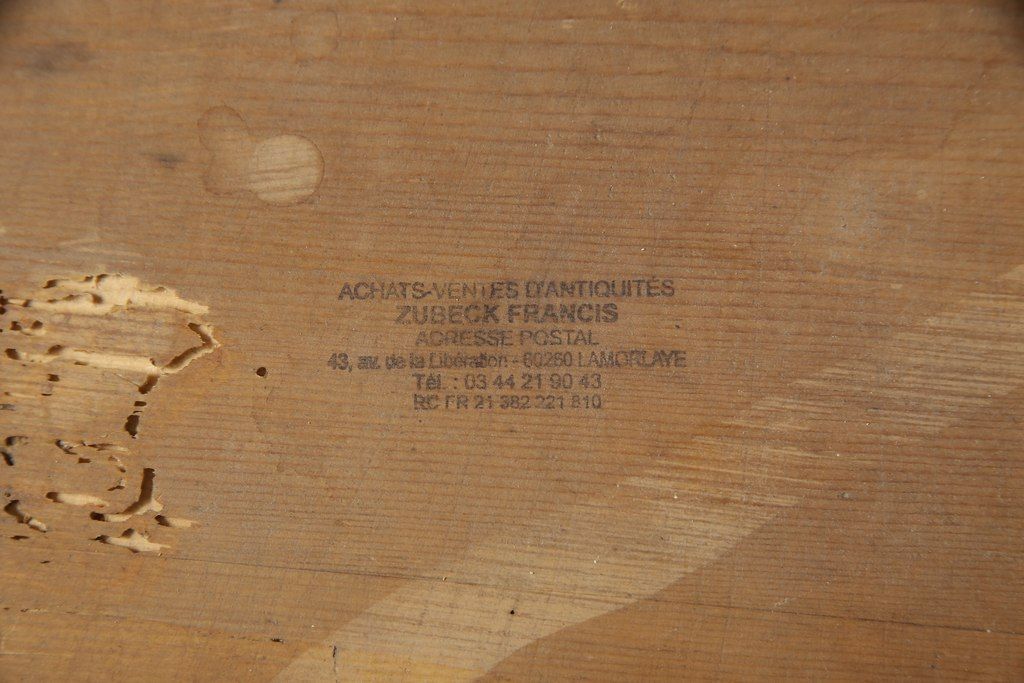 ACHATS-VENTES D'ANTIQUITÉS
ZUBECK FRANCIS
ADRESSE POSTAL
43, av. de la Libération - 60260 LAMORLAYE
Tél. : 03 44 21 90 43
RC FR 21 382 221 810